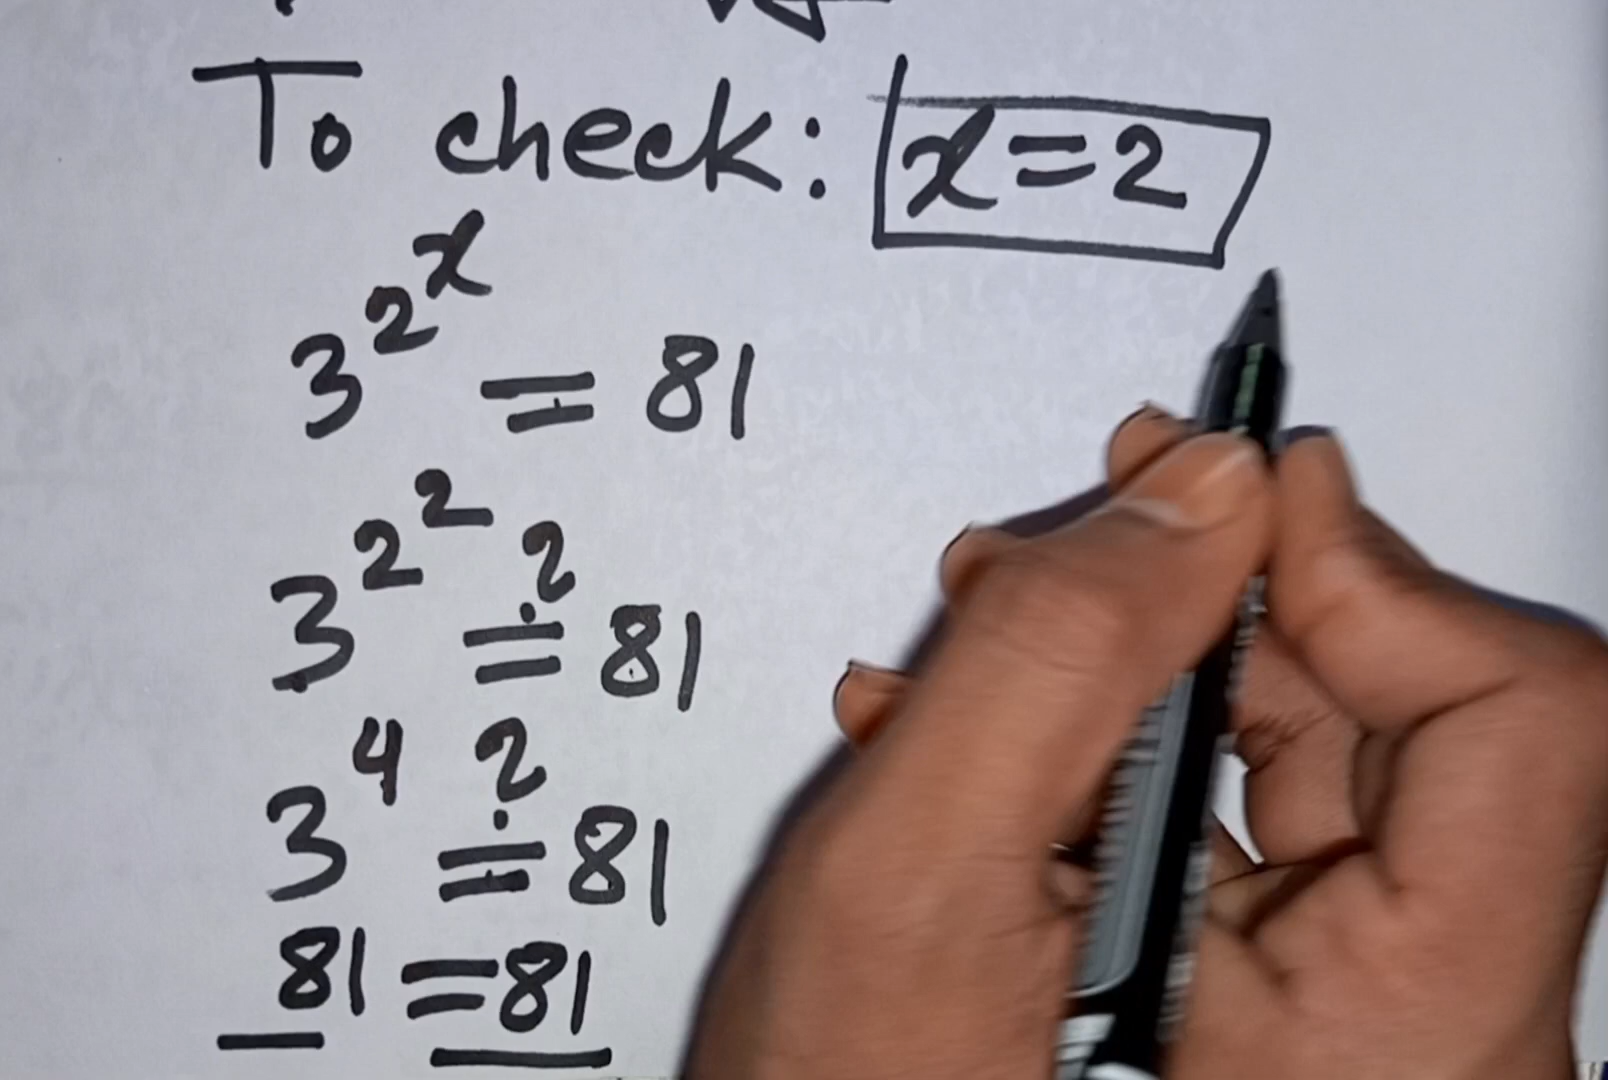 To check: x=2
3^2^x = 81
3^2^2 ≟ 81
3^4 ≟ 81
81 = 81